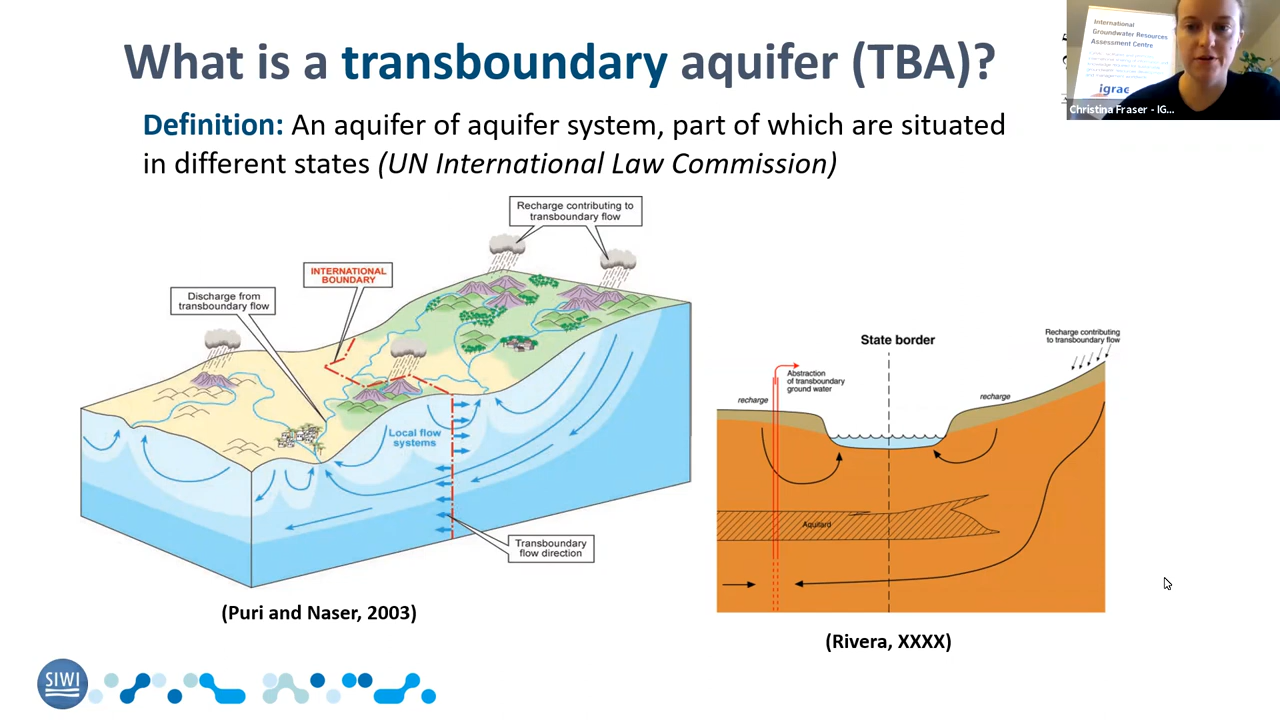 What is a transboundary aquifer (TBA)?
Definition: An aquifer of aquifer system, part of which are situated
in different states (UN International Law Commission)
International
Groundwater Resources
Assessment Centre
igrac
Christina Fraser - IG...
Recharge contributing to
transboundary flow
INTERNATIONAL
BOUNDARY
Discharge from
transboundary flow
Local flow
systems
Transboundary
flow direction
(Puri and Naser, 2003)
State border
Recharge contributing
to transboundary flow
Abstraction
of transboundary
ground water
recharge
recharge
Aquitard
(Rivera, XXXX)
SIWI